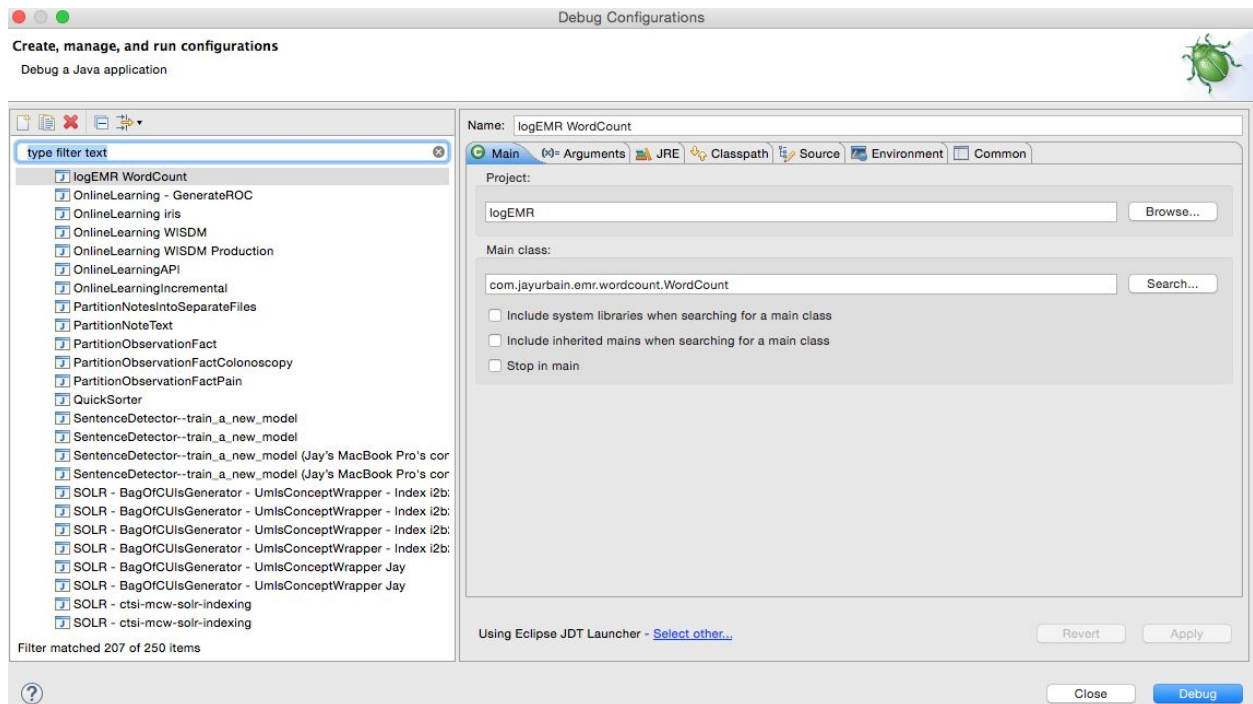 Debug Configurations
Create, manage, and run configurations
Debug a Java application
type filter text
logEMR WordCount
OnlineLearning - GenerateROC
OnlineLearning iris
OnlineLearning WISDM
OnlineLearning WISDM Production
OnlineLearningAPI
OnlineLearningIncremental
PartitionNotesIntoSeparateFiles
PartitionNoteText
PartitionObservationFact
PartitionObservationFactColonoscopy
PartitionObservationFactPain
QuickSorter
SentenceDetector--train_a_new_model
SentenceDetector--train_a_new_model
SentenceDetector--train_a_new_model (Jay's MacBook Pro's cor
SentenceDetector--train_a_new_model (Jay's MacBook Pro's cor
SOLR - BagOfCUIsGenerator - UmlsConceptWrapper - Index i2b:
SOLR - BagOfCUIsGenerator - UmlsConceptWrapper - Index i2b:
SOLR - BagOfCUIsGenerator - UmlsConceptWrapper - Index i2b:
SOLR - BagOfCUIsGenerator - UmlsConceptWrapper - Index i2b:
SOLR - BagOfCUIsGenerator - UmlsConceptWrapper Jay
SOLR - BagOfCUIsGenerator - UmlsConceptWrapper Jay
SOLR - ctsi-mcw-solr-indexing
SOLR - ctsi-mcw-solr-indexing
Filter matched 207 of 250 items
Name: logEMR WordCount
Main (x)= Arguments JRE Classpath Source Environment Common
Project:
logEMR Browse...
Main class:
com.jayurbain.emr.wordcount.WordCount Search...
Include system libraries when searching for a main class
Include inherited mains when searching for a main class
Stop in main
Using Eclipse JDT Launcher - Select other... Revert Apply
? Close Debug